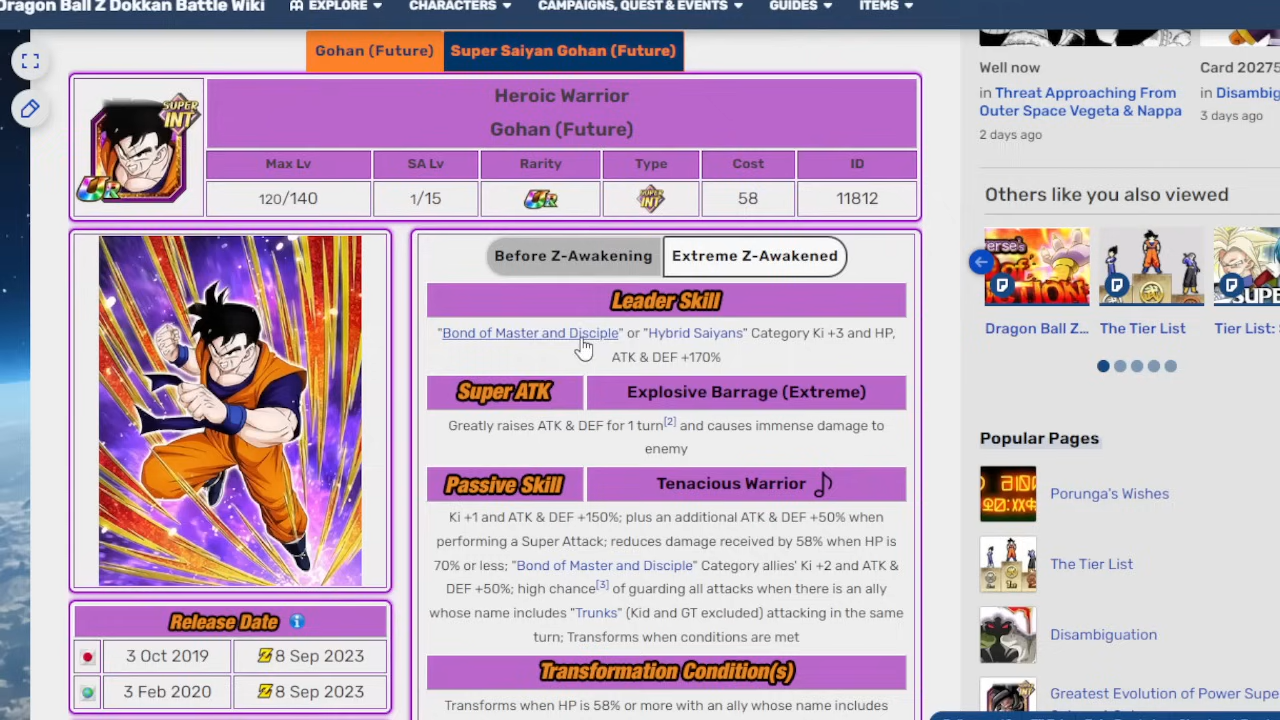 Dragon Ball Z Dokkan Battle Wiki
EXPLORE
CHARACTERS
CAMPAIGNS, QUEST & EVENTS
GUIDES
ITEMS
Gohan (Future)
Super Saiyan Gohan (Future)
Heroic Warrior
Gohan (Future)
SUPER INT
UR
Max Lv
SA Lv
Rarity
Type
Cost
ID
120/140
1/15
UR
SUPER INT
58
11812
Before Z-Awakening
Extreme Z-Awakened
Leader Skill
"Bond of Master and Disciple" or "Hybrid Saiyans" Category Ki +3 and HP,
ATK & DEF +170%
Super ATK
Explosive Barrage (Extreme)
Greatly raises ATK & DEF for 1 turn[2] and causes immense damage to
enemy
Passive Skill
Tenacious Warrior
Ki +1 and ATK & DEF +150%; plus an additional ATK & DEF +50% when
performing a Super Attack; reduces damage received by 58% when HP is
70% or less; "Bond of Master and Disciple" Category allies' Ki +2 and ATK &
DEF +50%; high chance[3] of guarding all attacks when there is an ally
whose name includes "Trunks" (Kid and GT excluded) attacking in the same
turn; Transforms when conditions are met
Transformation Condition(s)
Transforms when HP is 58% or more with an ally whose name includes
Release Date
3 Oct 2019
Z 8 Sep 2023
3 Feb 2020
Z 8 Sep 2023
Well now
in Threat Approaching From
Outer Space Vegeta & Nappa
2 days ago
Card 20275
in Disambig
3 days ago
Others like you also viewed
Dragon Ball Z...
The Tier List
Tier List: S
Popular Pages
Porunga's Wishes
The Tier List
Disambiguation
Greatest Evolution of Power Supe